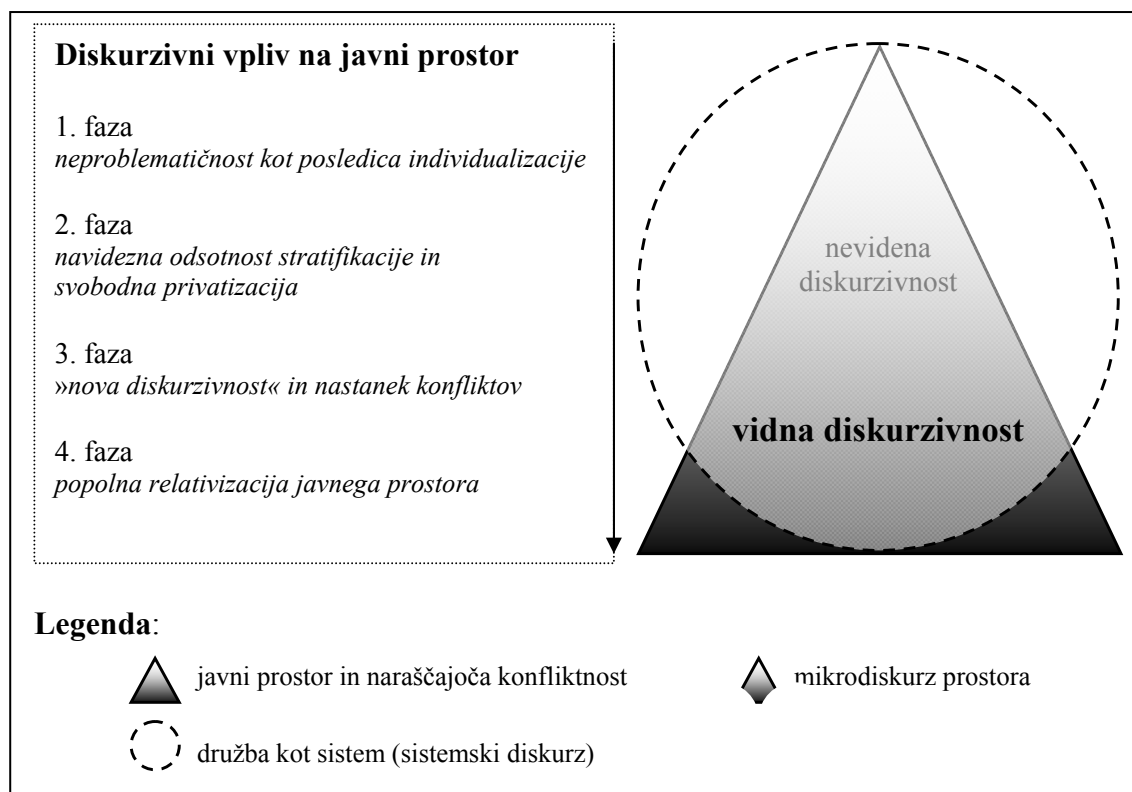 Diskurzivni vpliv na javni prostor
1. faza
neproblematičnost kot posledica individualizacije
2. faza
navidezna odsotnost stratifikacije in
svobodna privatizacija
3. faza
»nova diskurzivnost« in nastanek konfliktov
4. faza
popolna relativizacija javnega prostora
nevidena
diskurzivnost
vidna diskurzivnost
Legenda:
javni prostor in naraščajoča konfliktnost
mikrodiskurz prostora
družba kot sistem (sistemski diskurz)